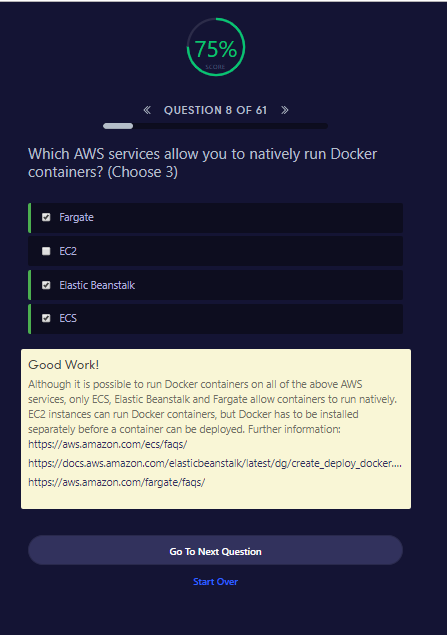 75%
SCORE
« QUESTION 8 OF 61 »
Which AWS services allow you to natively run Docker
containers? (Choose 3)
Fargate
EC2
Elastic Beanstalk
ECS
Good Work!
Although it is possible to run Docker containers on all of the above AWS
services, only ECS, Elastic Beanstalk and Fargate allow containers to run natively.
EC2 instances can run Docker containers, but Docker has to be installed
separately before a container can be deployed. Further information:
https://aws.amazon.com/ecs/faqs/
https://docs.aws.amazon.com/elasticbeanstalk/latest/dg/create_deploy_docker....
https://aws.amazon.com/fargate/faqs/
Go To Next Question
Start Over